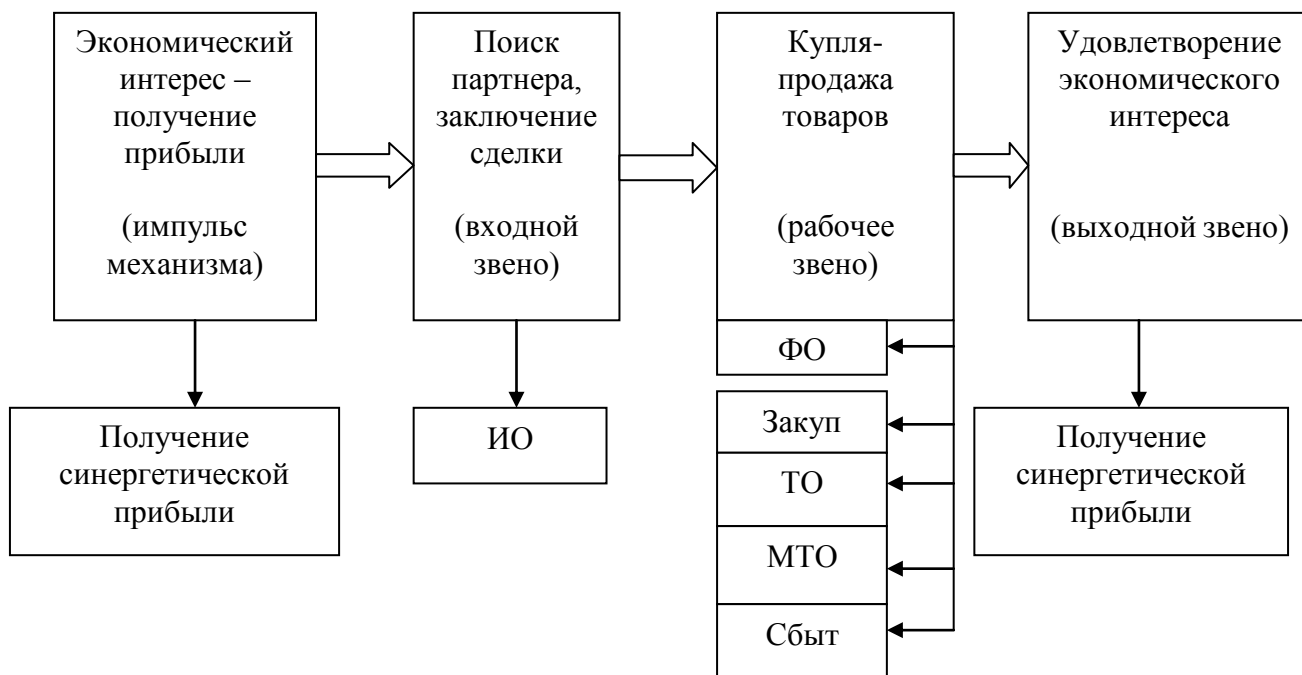 Экономический
интерес –
получение
прибыли
(импульс
механизма)
Поиск
партнера,
заключение
сделки
(входной
звено)
Купля-
продажа
товаров
(рабочее
звено)
Удовлетворение
экономического
интереса
(выходной звено)
Получение
синергетической
прибыли
ИО
ФО
Закуп
ТО
МТО
Сбыт
Получение
синергетической
прибыли